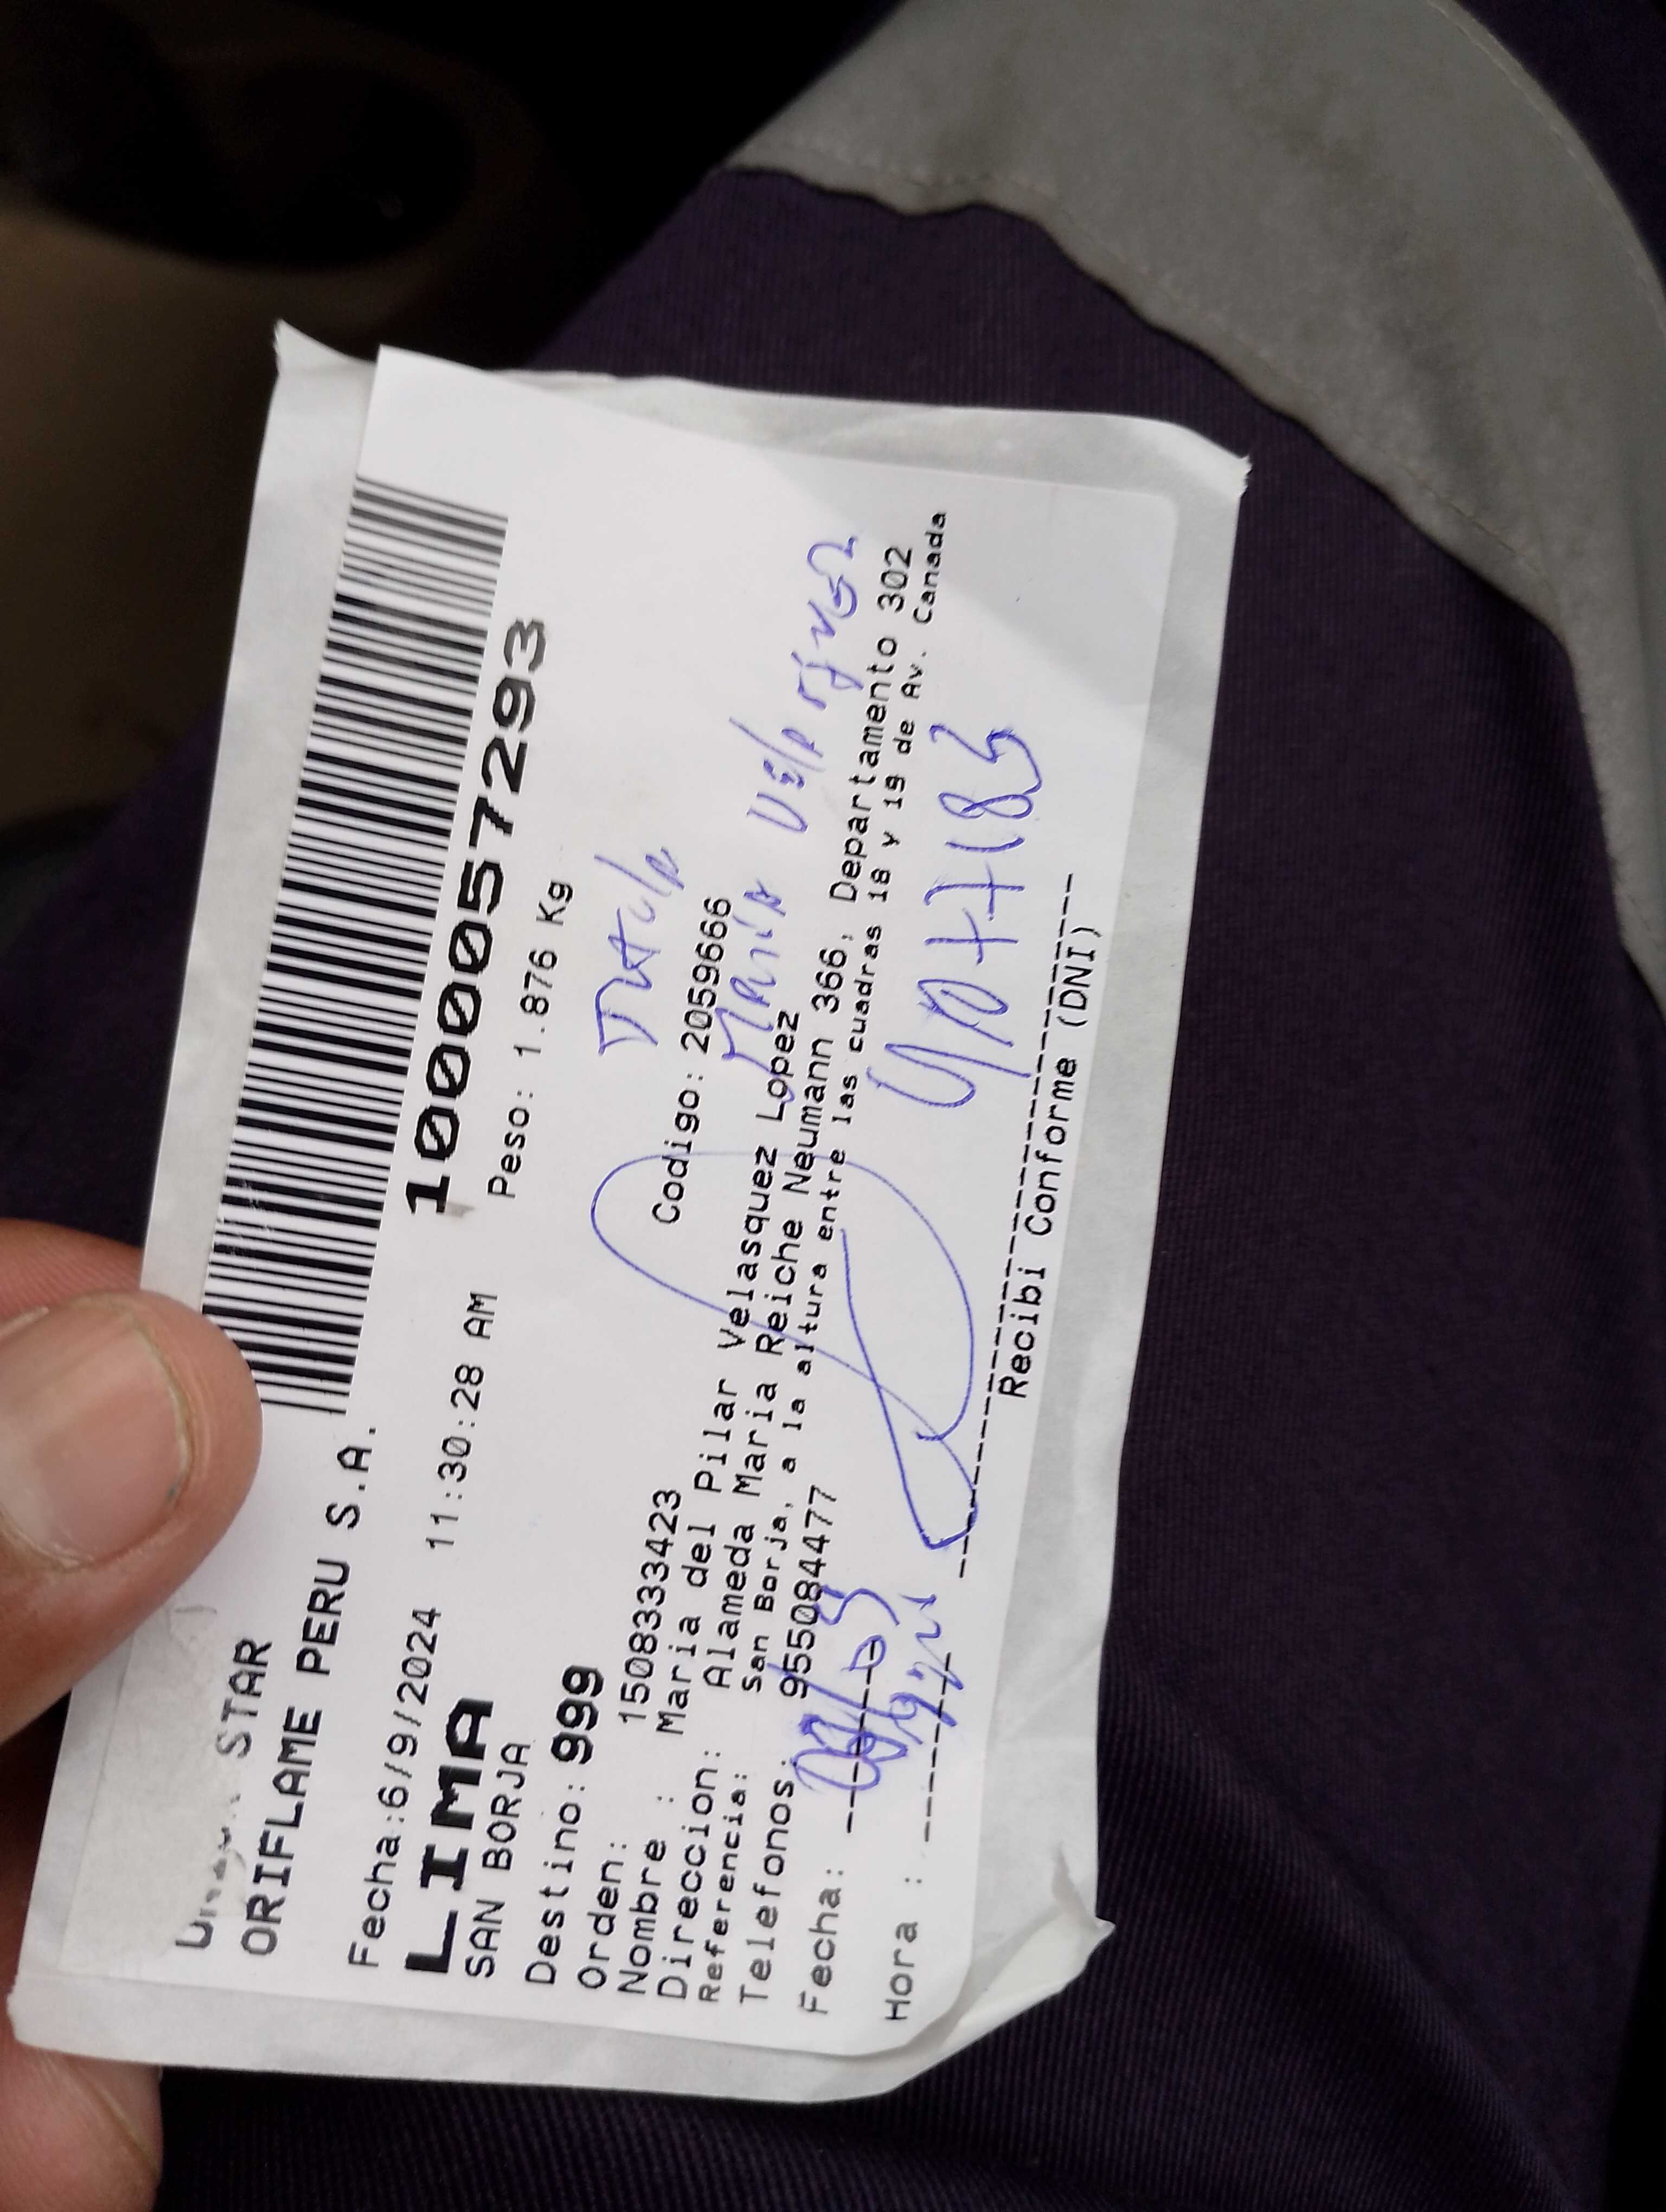 STAR
ORIFLAME PERU S.A.
1000057293
Fecha:6/9/2024 11:30:28 AM
Peso: 1.876 Kg
LIMA
SAN BORJA
Destino: 999
Orden: 1508333423
Codigo: 2059666
Nombre : Maria del Pilar Velasquez Lopez
Direccion: Alameda Maria Reiche Neumann 366, Departamento 302
Referencia: San Borja, a la altura entre las cuadras 18 y 19 de Av. Canada
Telefonos: 955084477
Fecha:
Hora :
Recibi Conforme (DNI)